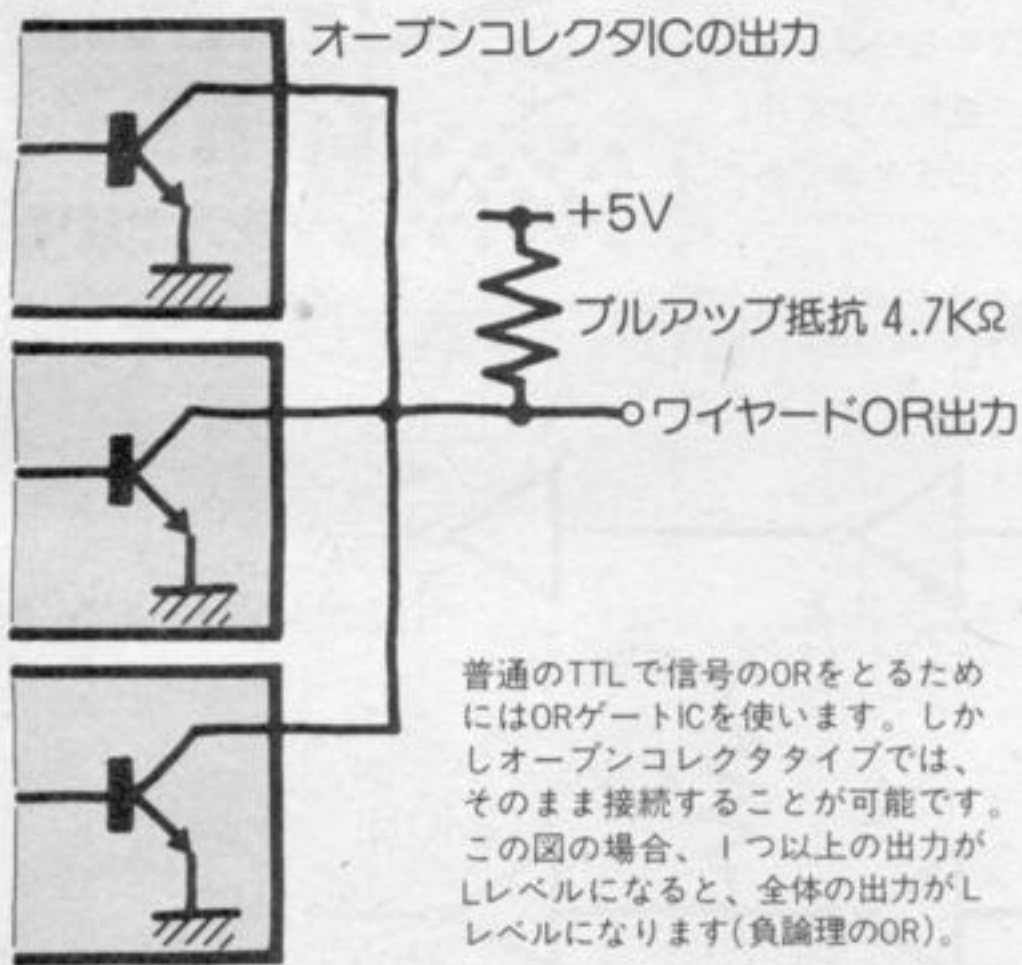 オープンコレクタICの出力
+5V
プルアップ抵抗 4.7KΩ
ワイヤードOR出力
普通のTTLで信号のORをとるため
にはORゲートICを使います。しか
しオープンコレクタタイプでは、
そのまま接続することが可能です。
この図の場合、1つ以上の出力が
Lレベルになると、全体の出力がL
レベルになります(負論理のOR)。